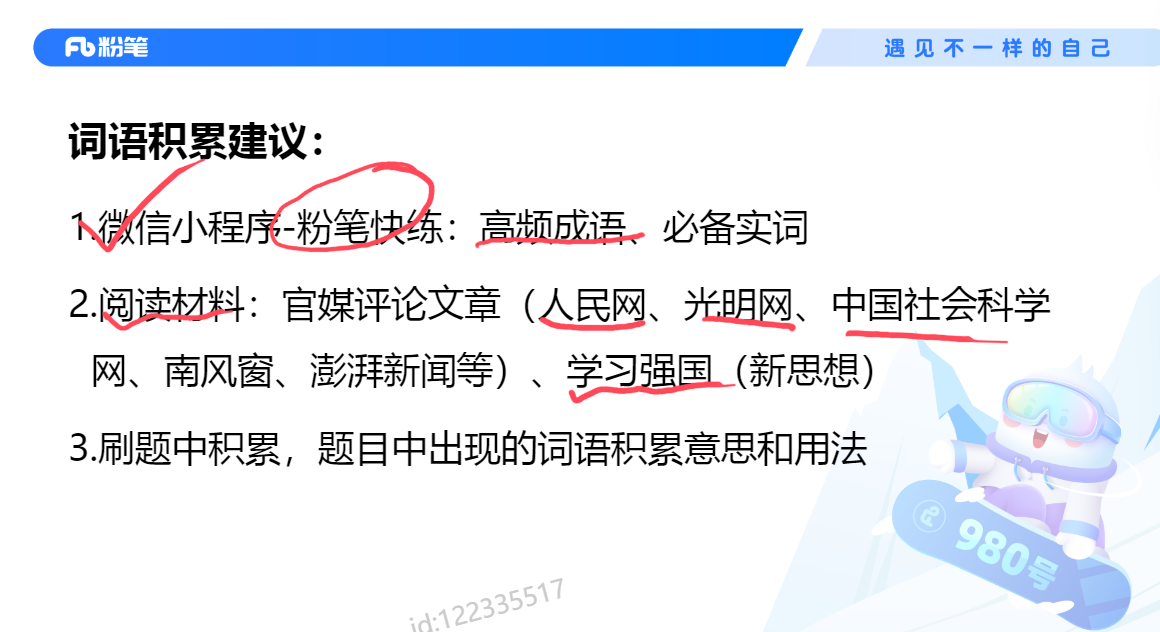 粉笔
遇见不一样的自己
词语积累建议：
1.微信小程序-粉笔快练：高频成语、必备实词
2.阅读材料：官媒评论文章（人民网、光明网、中国社会科学
网、南风窗、澎湃新闻等）、学习强国（新思想）
3.刷题中积累，题目中出现的词语积累意思和用法
980号
id:122335517